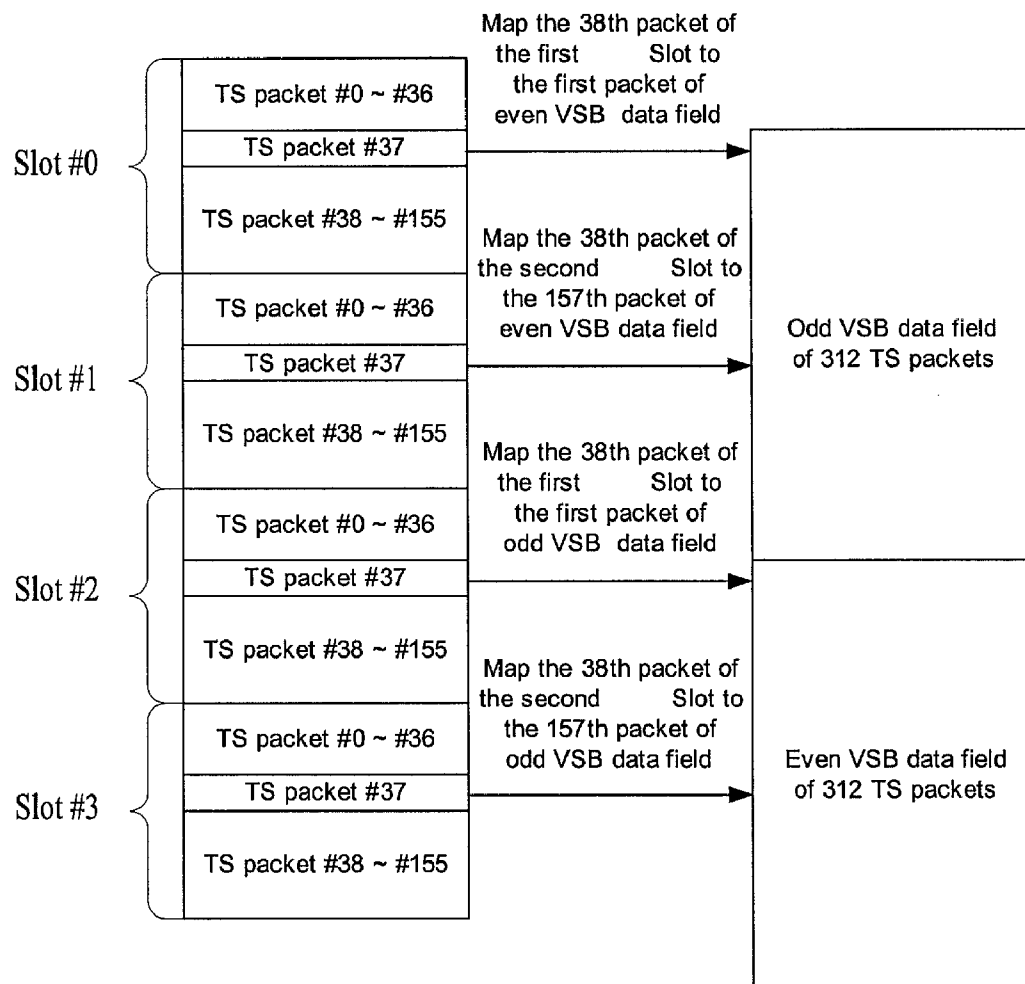 Slot #0
TS packet #0 ~ #36
TS packet #37
TS packet #38 ~ #155
Slot #1
TS packet #0 ~ #36
TS packet #37
TS packet #38 ~ #155
Slot #2
TS packet #0 ~ #36
TS packet #37
TS packet #38 ~ #155
Slot #3
TS packet #0 ~ #36
TS packet #37
TS packet #38 ~ #155
Map the 38th packet of
the first Slot to
the first packet of
even VSB data field
Map the 38th packet of
the second Slot to
the 157th packet of
even VSB data field
Map the 38th packet of
the first Slot to
the first packet of
odd VSB data field
Map the 38th packet of
the second Slot to
the 157th packet of
odd VSB data field
Odd VSB data field
of 312 TS packets
Even VSB data field
of 312 TS packets